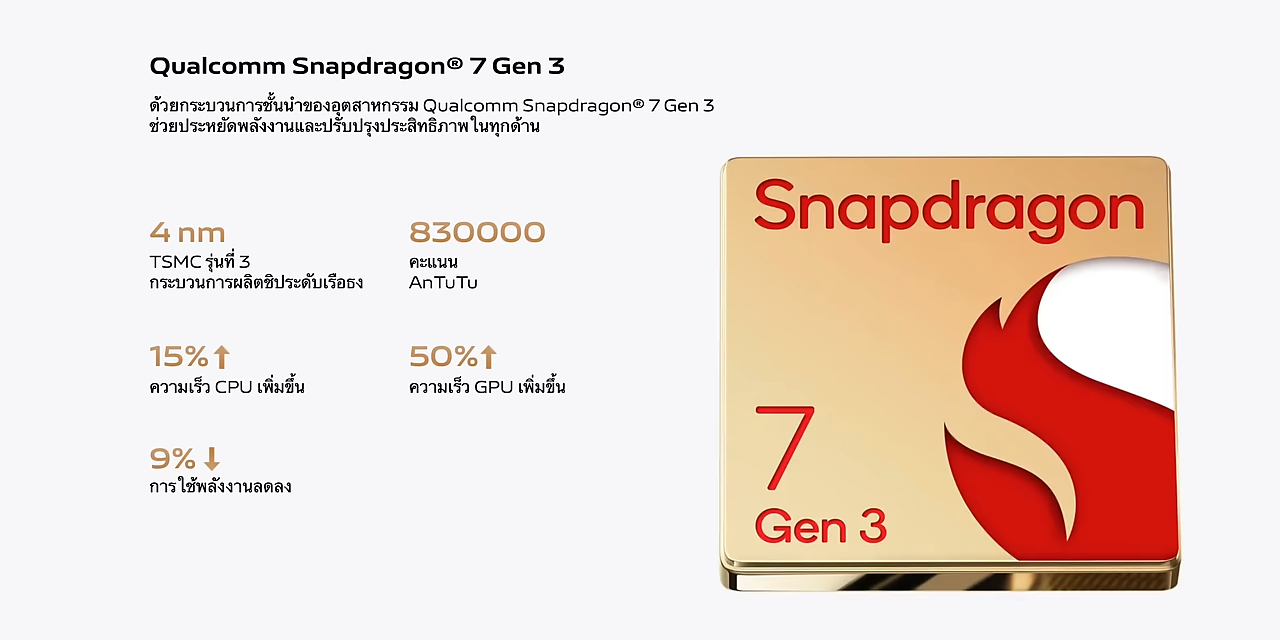 Qualcomm Snapdragon® 7 Gen 3
ด้วยกระบวนการชั้นนำของอุตสาหกรรม Qualcomm Snapdragon® 7 Gen 3
ช่วยประหยัดพลังงานและปรับปรุงประสิทธิภาพในทุกด้าน
4 nm
TSMC รุ่นที่ 3
กระบวนการผลิตชิประดับเรือธง
830000
คะแนน
AnTuTu
15%⬆
ความเร็ว CPU เพิ่มขึ้น
50%⬆
ความเร็ว GPU เพิ่มขึ้น
9%⬇
การใช้พลังงานลดลง
Snapdragon
7
Gen 3